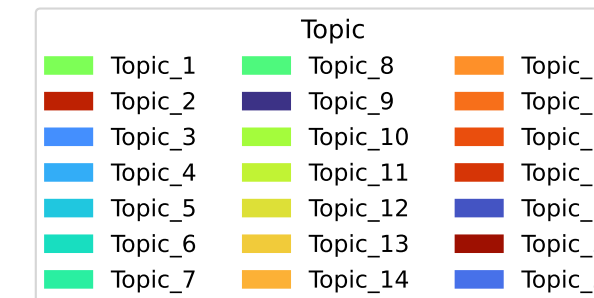 Topic
Topic_1 Topic_8 Topic_
Topic_2 Topic_9 Topic_
Topic_3 Topic_10 Topic_
Topic_4 Topic_11 Topic_
Topic_5 Topic_12 Topic_
Topic_6 Topic_13 Topic_
Topic_7 Topic_14 Topic_